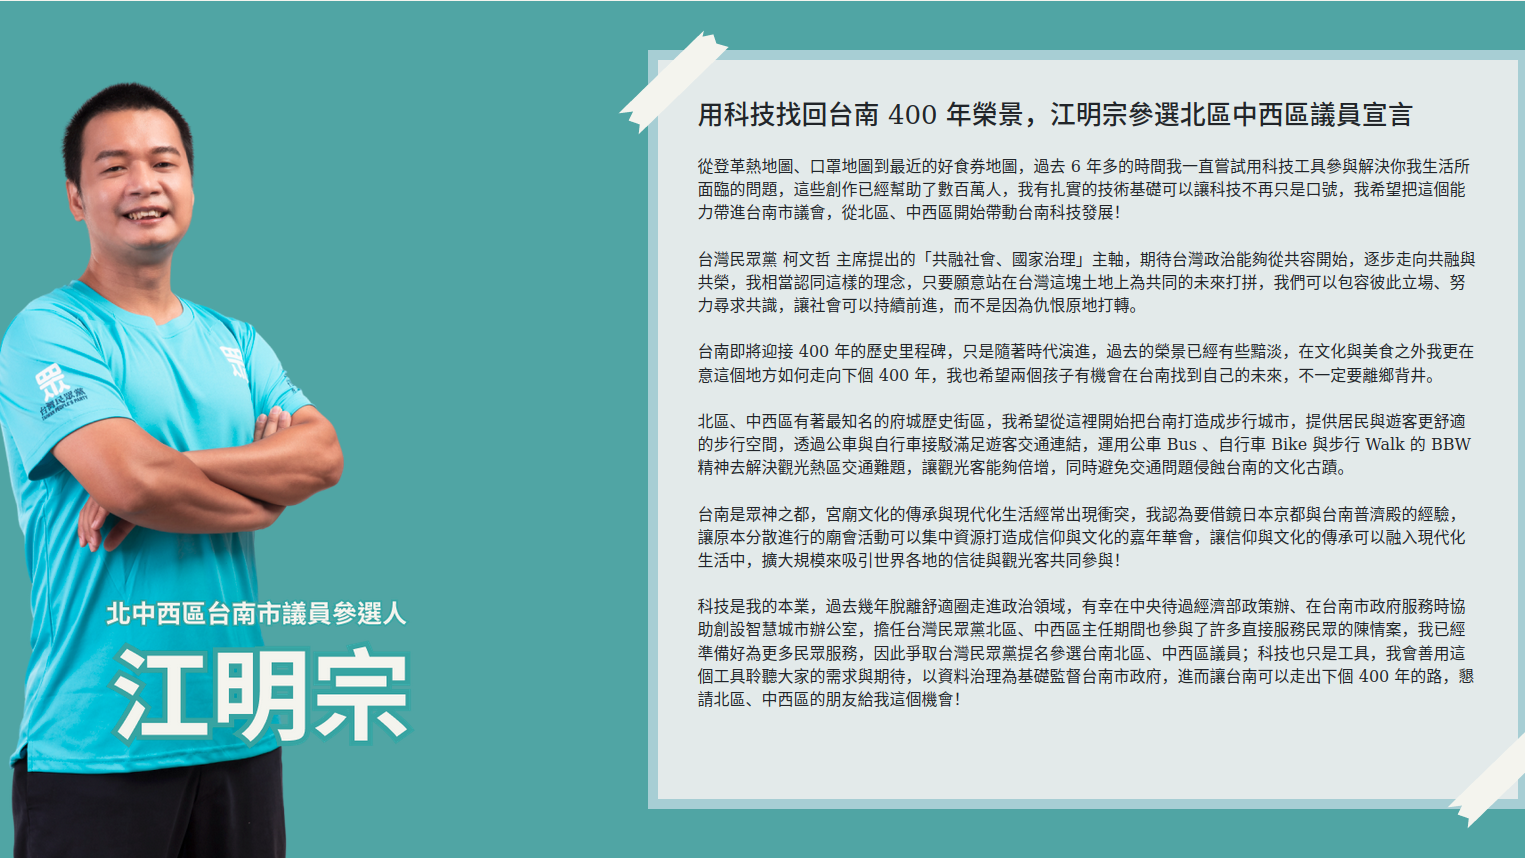 用科技找回台南 400 年榮景，江明宗參選北區中西區議員宣言
從登革熱地圖、口罩地圖到最近的好食券地圖，過去 6 年多的時間我一直嘗試用科技工具參與解決你我生活所
面臨的問題，這些創作已經幫助了數百萬人，我有扎實的技術基礎可以讓科技不再只是口號，我希望把這個能
力帶進台南市議會，從北區、中西區開始帶動台南科技發展！
台灣民眾黨 柯文哲 主席提出的「共融社會、國家治理」主軸，期待台灣政治能夠從共容開始，逐步走向共融與
共榮，我相當認同這樣的理念，只要願意站在台灣這塊土地上為共同的未來打拼，我們可以包容彼此立場、努
力尋求共識，讓社會可以持續前進，而不是因為仇恨原地打轉。
台南即將迎接 400 年的歷史里程碑，只是隨著時代演進，過去的榮景已經有些黯淡，在文化與美食之外我更在
意這個地方如何走向下個 400 年，我也希望兩個孩子有機會在台南找到自己的未來，不一定要離鄉背井。
北區、中西區有著最知名的府城歷史街區，我希望從這裡開始把台南打造成步行城市，提供居民與遊客更舒適
的步行空間，透過公車與自行車接駁滿足遊客交通連結，運用公車 Bus 、自行車 Bike 與步行 Walk 的 BBW
精神去解決觀光熱區交通難題，讓觀光客能夠倍增，同時避免交通問題侵蝕台南的文化古蹟。
台南是眾神之都，宮廟文化的傳承與現代化生活經常出現衝突，我認為要借鏡日本京都與台南普濟殿的經驗，
讓原本分散進行的廟會活動可以集中資源打造成信仰與文化的嘉年華會，讓信仰與文化的傳承可以融入現代化
生活中，擴大規模來吸引世界各地的信徒與觀光客共同參與！
科技是我的本業，過去幾年脫離舒適圈走進政治領域，有幸在中央待過經濟部政策辦、在台南市政府服務時協
助創設智慧城市辦公室，擔任台灣民眾黨北區、中西區主任期間也參與了許多直接服務民眾的陳情案，我已經
準備好為更多民眾服務，因此爭取台灣民眾黨提名參選台南北區、中西區議員；科技也只是工具，我會善用這
個工具聆聽大家的需求與期待，以資料治理為基礎監督台南市政府，進而讓台南可以走出下個 400 年的路，懇
請北區、中西區的朋友給我這個機會！
眾
眾
台灣民眾黨
TAIWAN PEOPLE'S PARTY
北中西區台南市議員參選人
江明宗